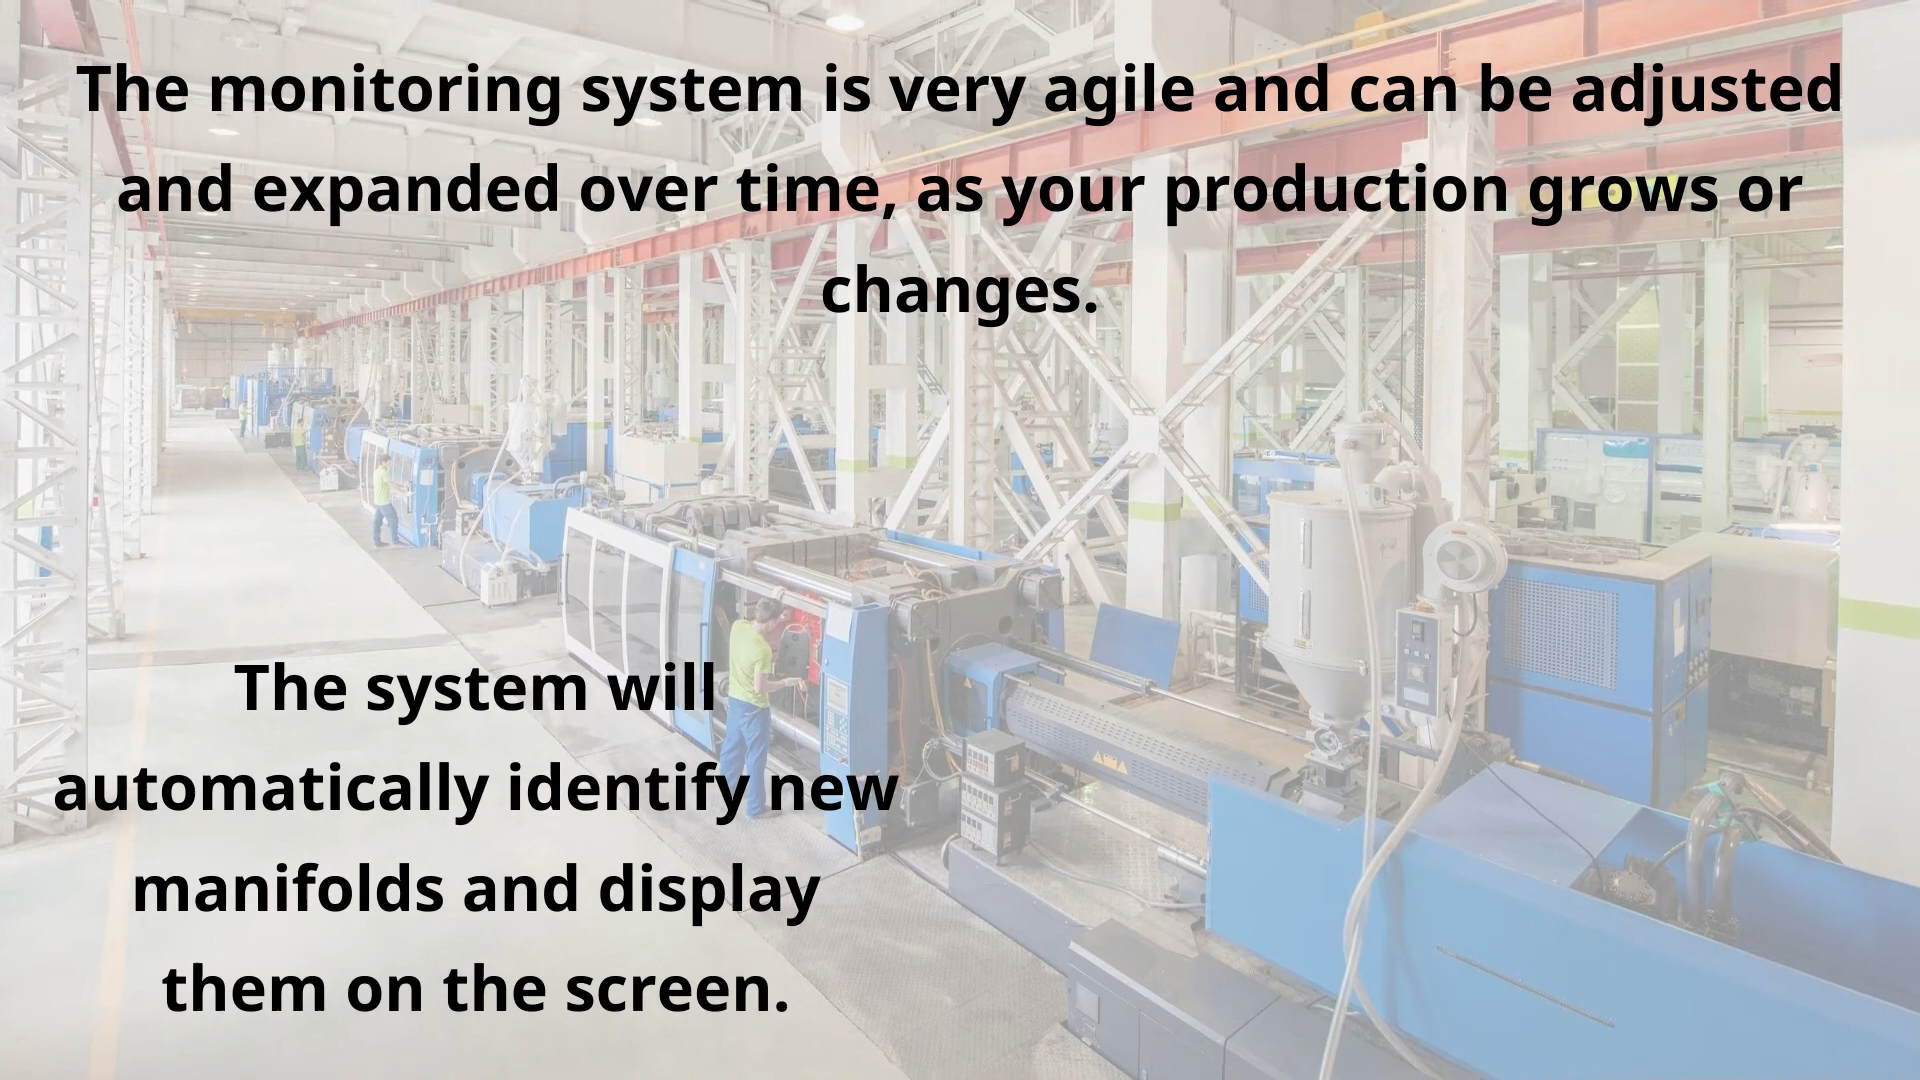 The monitoring system is very agile and can be adjusted
and expanded over time, as your production grows or
changes.
The system will
automatically identify new
manifolds and display
them on the screen.